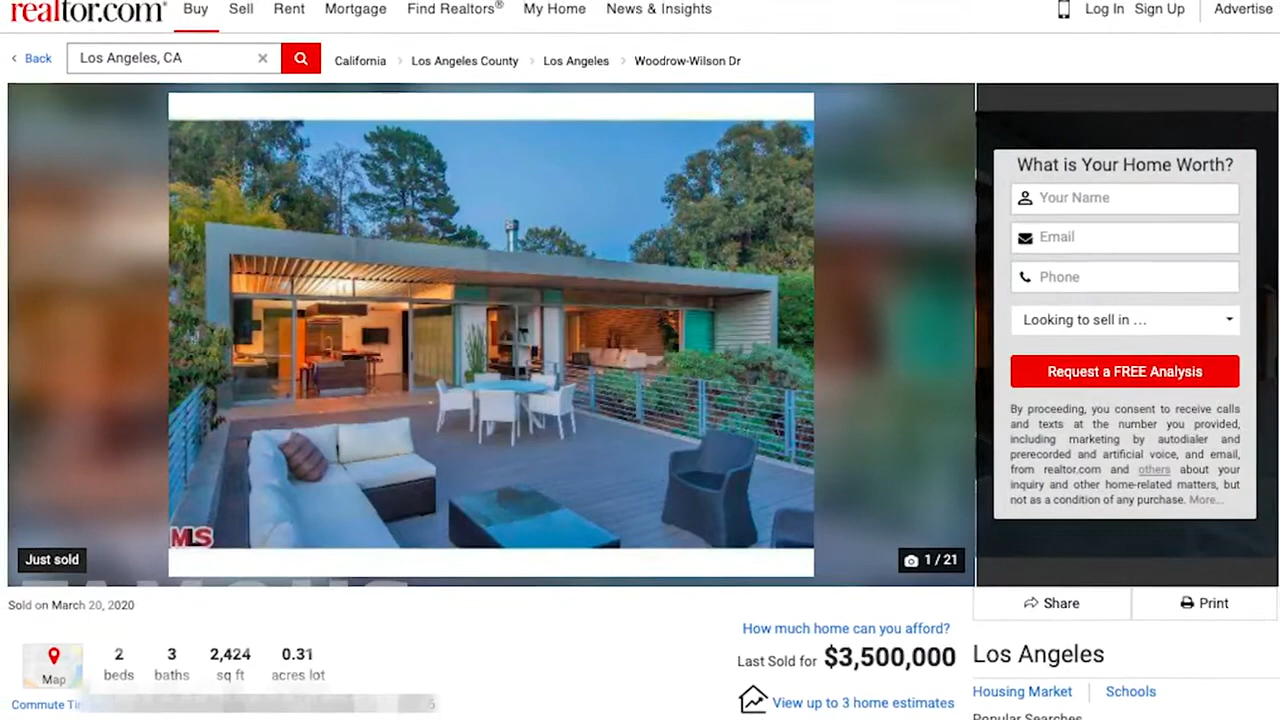 realtor.com®
Buy Sell Rent Mortgage Find Realtors® My Home News & Insights Log In Sign Up Advertise
Back Los Angeles, CA California Los Angeles County Los Angeles Woodrow-Wilson Dr
What is Your Home Worth?
Your Name
Email
Phone
Looking to sell in ...
Request a FREE Analysis
By proceeding, you consent to receive calls
and texts at the number you provided,
including marketing by autodialer and
prerecorded and artificial voice, and email,
from realtor.com and others about your
inquiry and other home-related matters, but
not as a condition of any purchase. More...
Just sold
1 / 21
Sold on March 20, 2020
Share Print
Map
2 3 2,424 0.31
beds baths sq ft acres lot
How much home can you afford?
Last Sold for $3,500,000
View up to 3 home estimates
Los Angeles
Housing Market Schools
Popular Searches
Commute